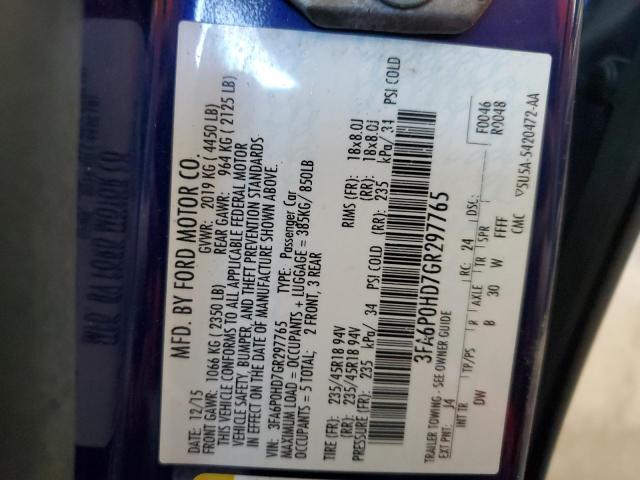 MFD. BY FORD MOTOR CO.
DATE: 12/15 GVWR: 2019 KG (4450 LB)
FRONT GAWR: 1066 KG (2350 LB) REAR GAWR: 964 KG (2125 LB)
THIS VEHICLE CONFORMS TO ALL APPLICABLE FEDERAL MOTOR
VEHICLE SAFETY, BUMPER, AND THEFT PREVENTION STANDARDS
IN EFFECT ON THE DATE OF MANUFACTURE SHOWN ABOVE.
VIN: 3FA6P0HD7GR297765 TYPE: Passenger Car
MAXIMUM LOAD = OCCUPANTS + LUGGAGE = 385KG/ 850LB
OCCUPANTS = 5 TOTAL; 2 FRONT, 3 REAR
TIRE (FR): 235/45R18 94V RIMS (FR): 18x8.0J
(RR): 235/45R18 94V (RR): 18x8.0J
PRESSURE (FR): 235 kPa/ 34 PSI COLD (RR): 235 kPa/ 34 PSI COLD
3FA6P0HD7GR297765
TRAILER TOWING - SEE OWNER GUIDE
F0046
R0048
EXT PNT: J4 RC: 24 DSE:
INT TR TP/PS R AXLE TR SPR
DW B 30 W FFFF
CMC 5U5A-5420472-AA